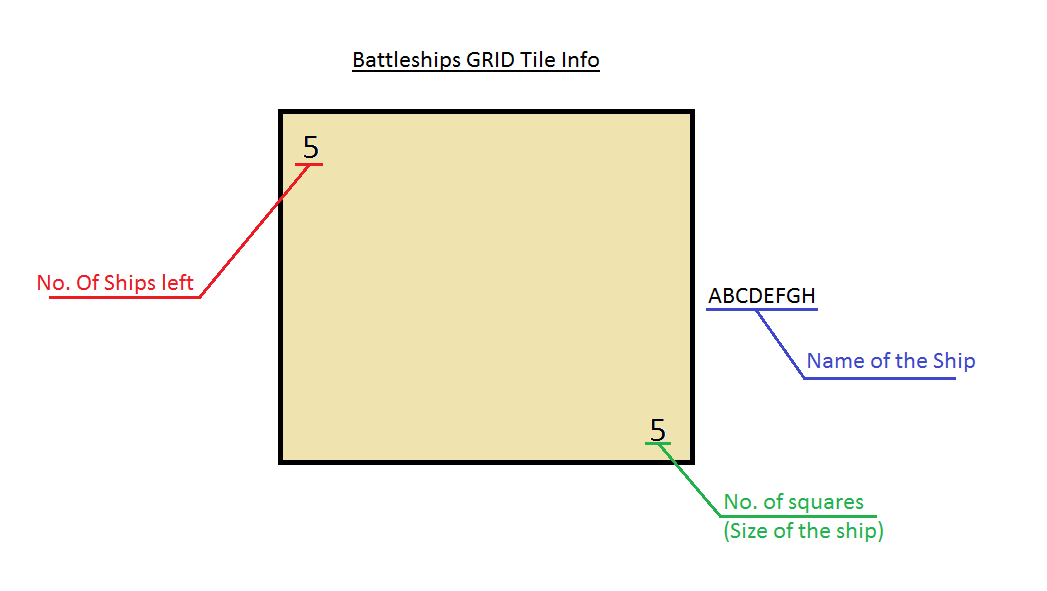 Battleships GRID Tile Info
5
No. Of Ships left
ABCDEFGH
Name of the Ship
5
No. of squares
(Size of the ship)